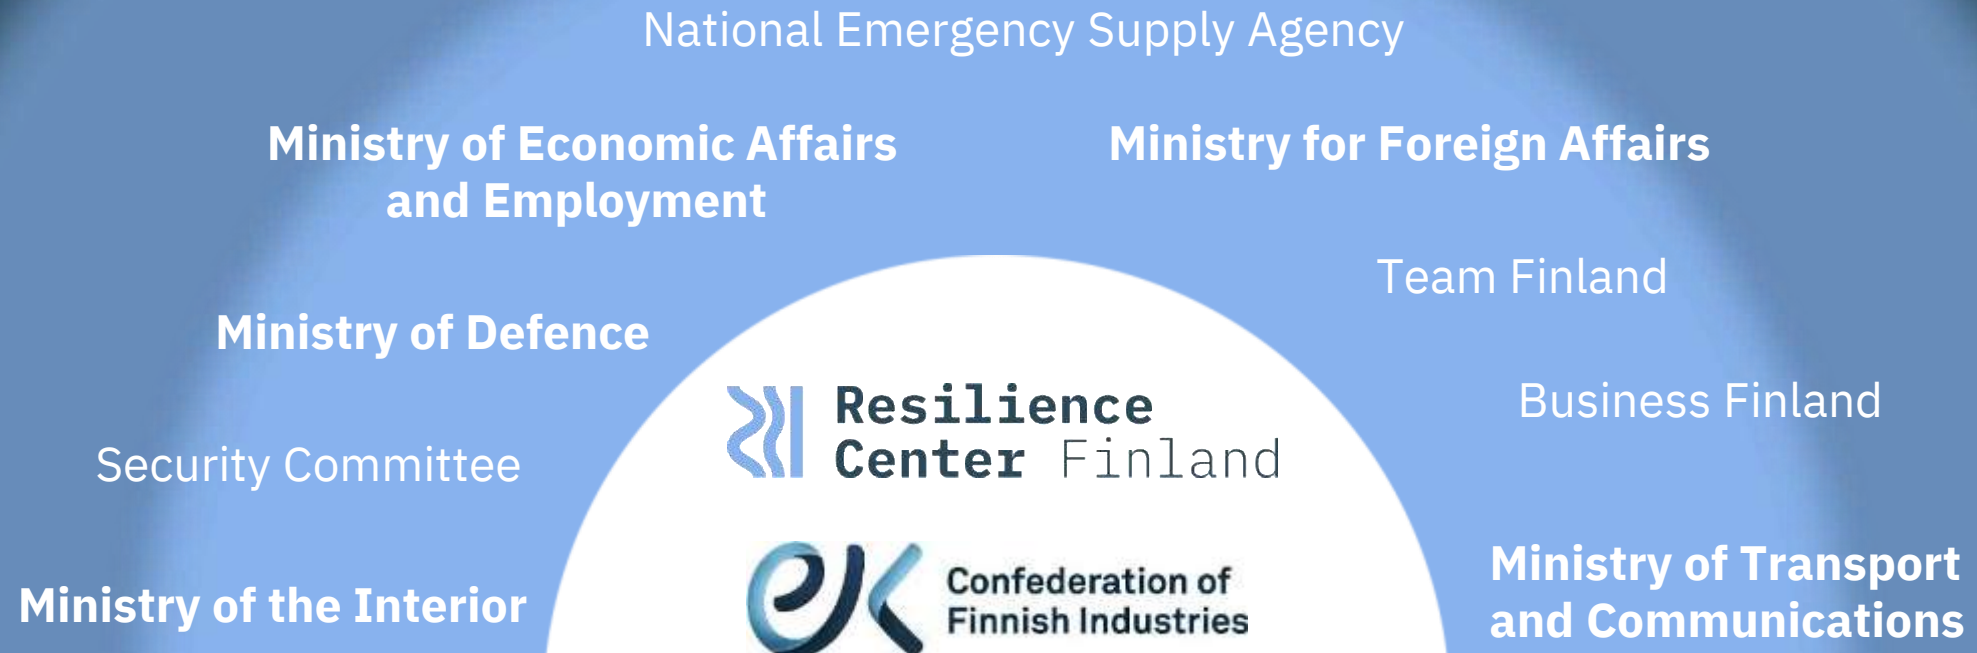 National Emergency Supply Agency
Ministry of Economic Affairs
and Employment
Ministry for Foreign Affairs
Team Finland
Ministry of Defence
Business Finland
Resilience
Center Finland
Security Committee
Ministry of the Interior
ek
Confederation of
Finnish Industries
Ministry of Transport
and Communications